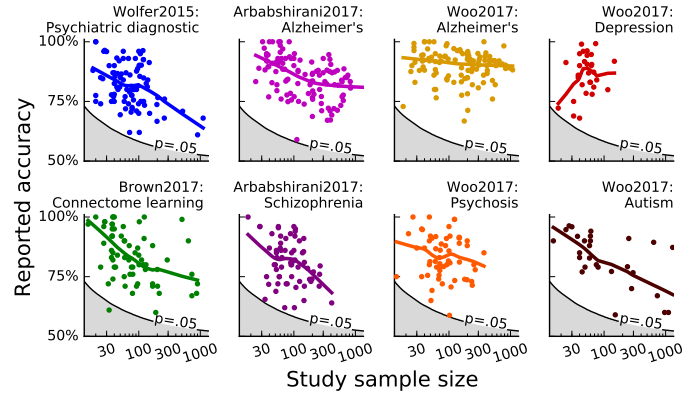 Wolfer2015:
Psychiatric diagnostic
Arbabshirani2017:
Alzheimer's
Woo2017:
Alzheimer's
Woo2017:
Depression
100%
75%
50%
p=.05
p=.05
p=.05
p=.05
Reported accuracy
Brown2017:
Connectome learning
Arbabshirani2017:
Schizophrenia
Woo2017:
Psychosis
Woo2017:
Autism
100%
75%
50%
p=.05
p=.05
p=.05
p=.05
30 100 300 1000
30 100 300 1000
30 100 300 1000
30 100 300 1000
Study sample size